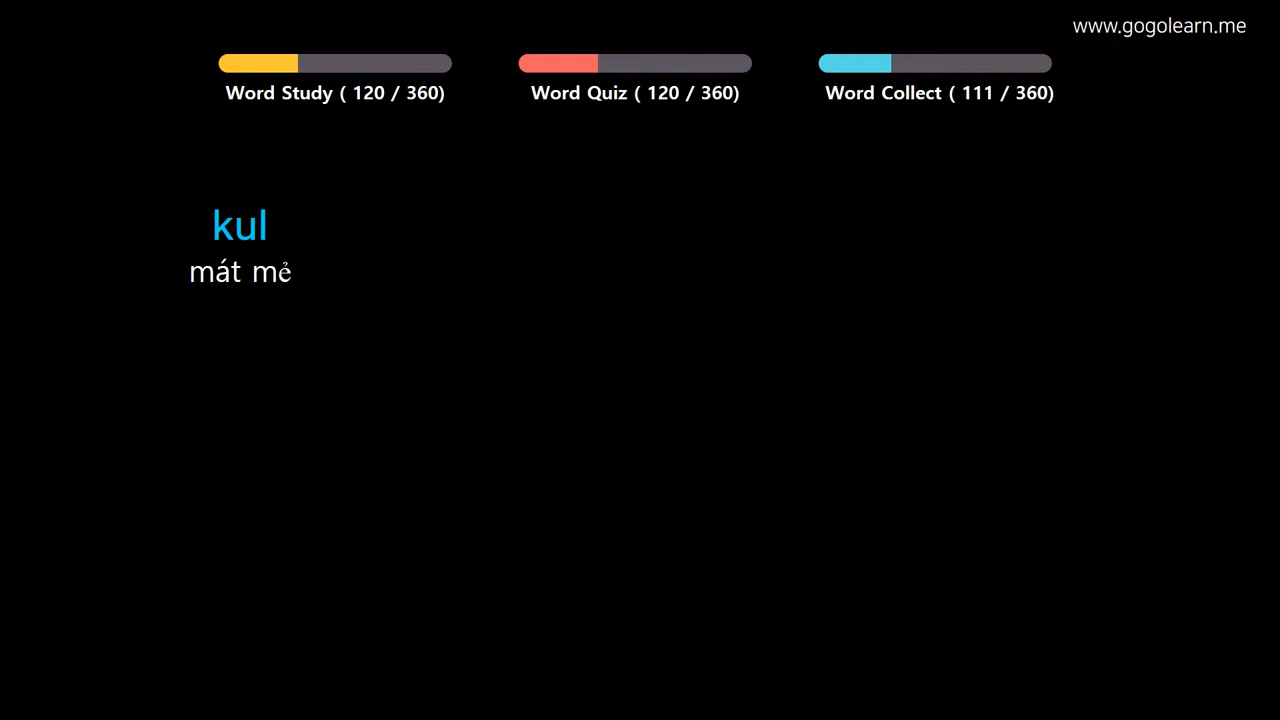 www.gogolearn.me
Word Study ( 120 / 360)
Word Quiz ( 120 / 360)
Word Collect ( 111 / 360)
kul
mát mẻ